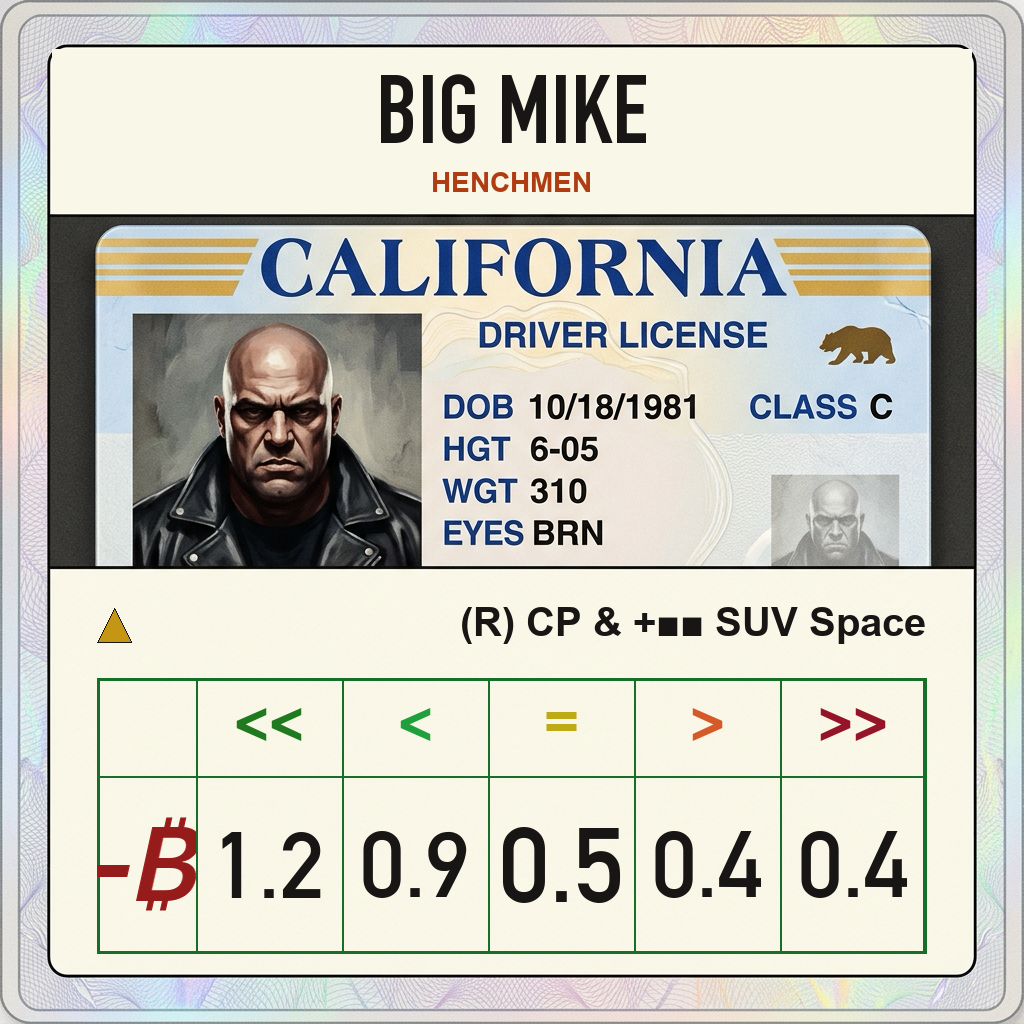 BIG MIKE
HENCHMEN
CALIFORNIA
DRIVER LICENSE
DOB 10/18/1981 CLASS C
HGT 6-05
WGT 310
EYES BRN
(R) CP & +■■ SUV Space
<< < = > >>
-₿ 1.2 0.9 0.5 0.4 0.4